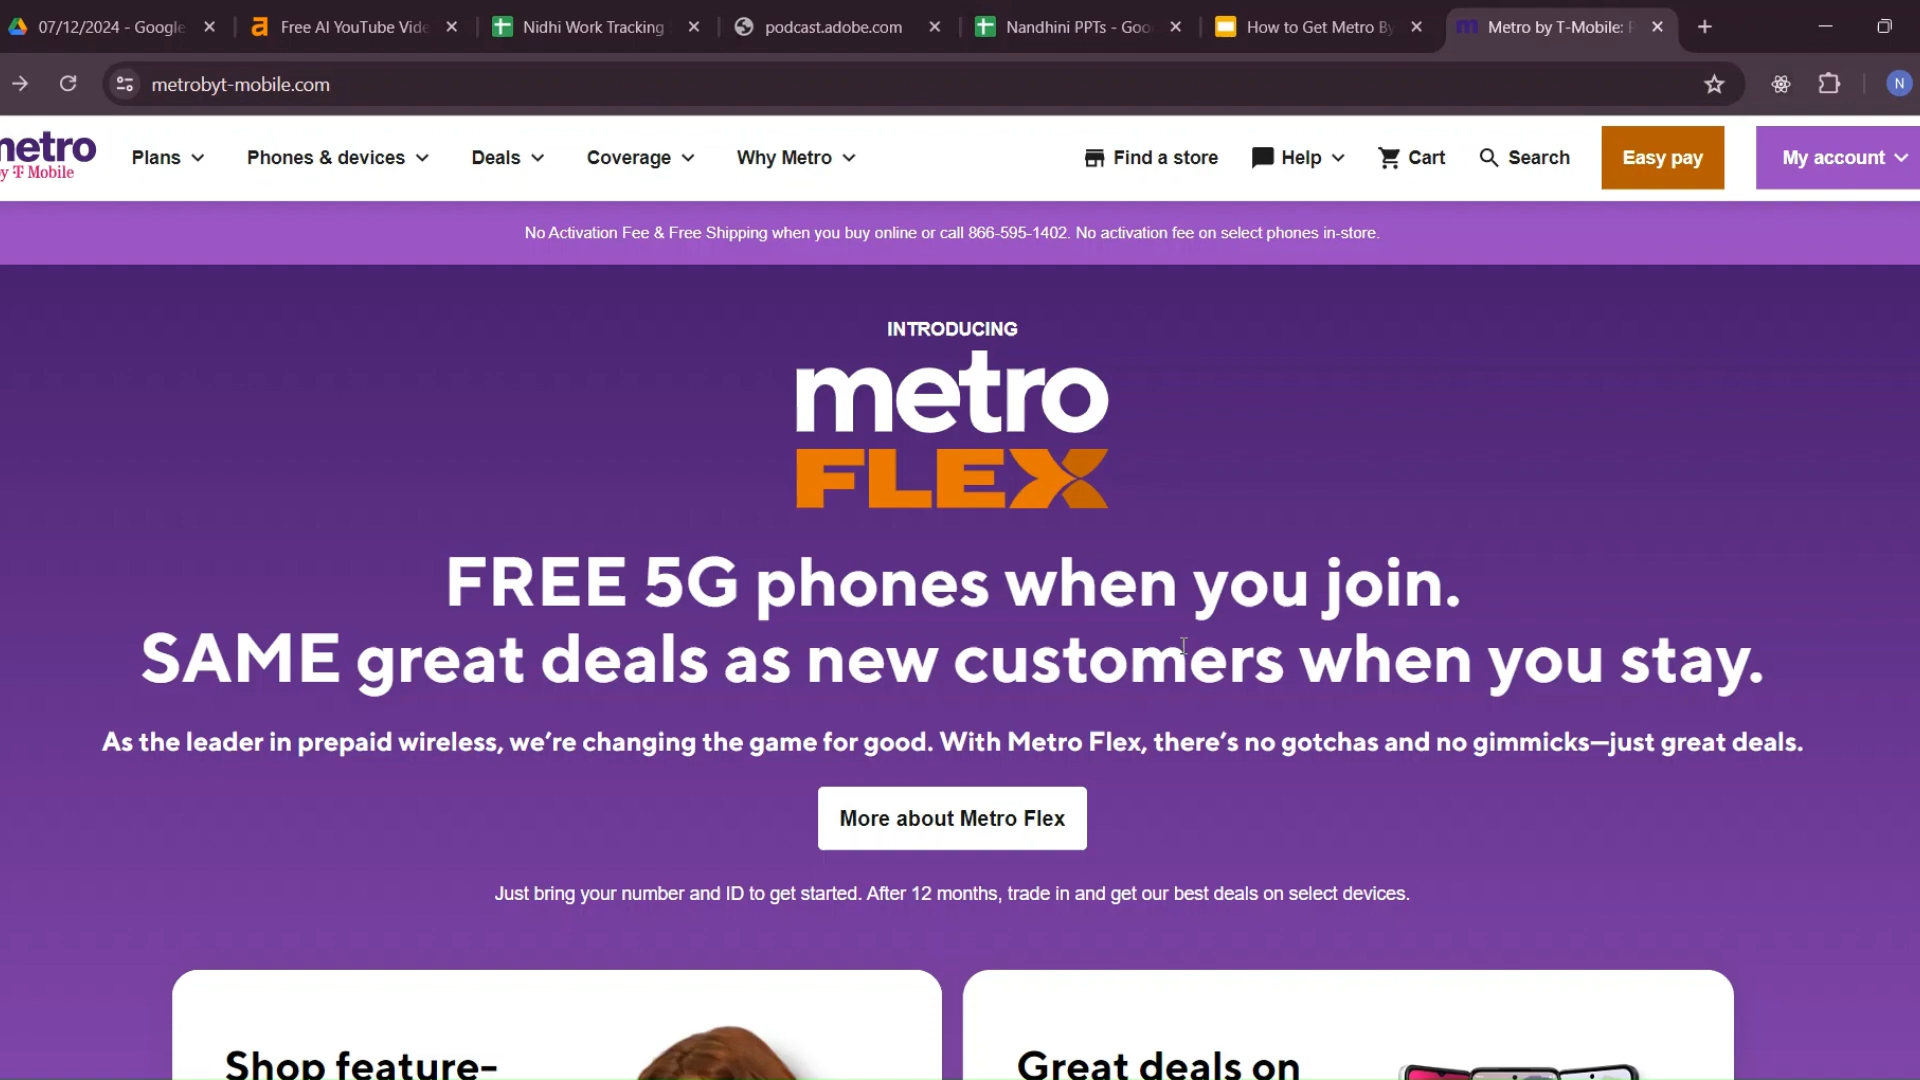 07/12/2024 - Google
Free AI YouTube Vide
Nidhi Work Tracking
podcast.adobe.com
Nandhini PPTs - Goo
How to Get Metro By
Metro by T-Mobile: P
metrobyt-mobile.com
N
metro
by T Mobile
Plans
Phones & devices
Deals
Coverage
Why Metro
Find a store
Help
Cart
Search
Easy pay
My account
No Activation Fee & Free Shipping when you buy online or call 866-595-1402. No activation fee on select phones in-store.
INTRODUCING
metro
FLEX
FREE 5G phones when you join.
SAME great deals as new customers when you stay.
As the leader in prepaid wireless, we're changing the game for good. With Metro Flex, there's no gotchas and no gimmicks—just great deals.
More about Metro Flex
Just bring your number and ID to get started. After 12 months, trade in and get our best deals on select devices.
Shop feature-
Great deals on